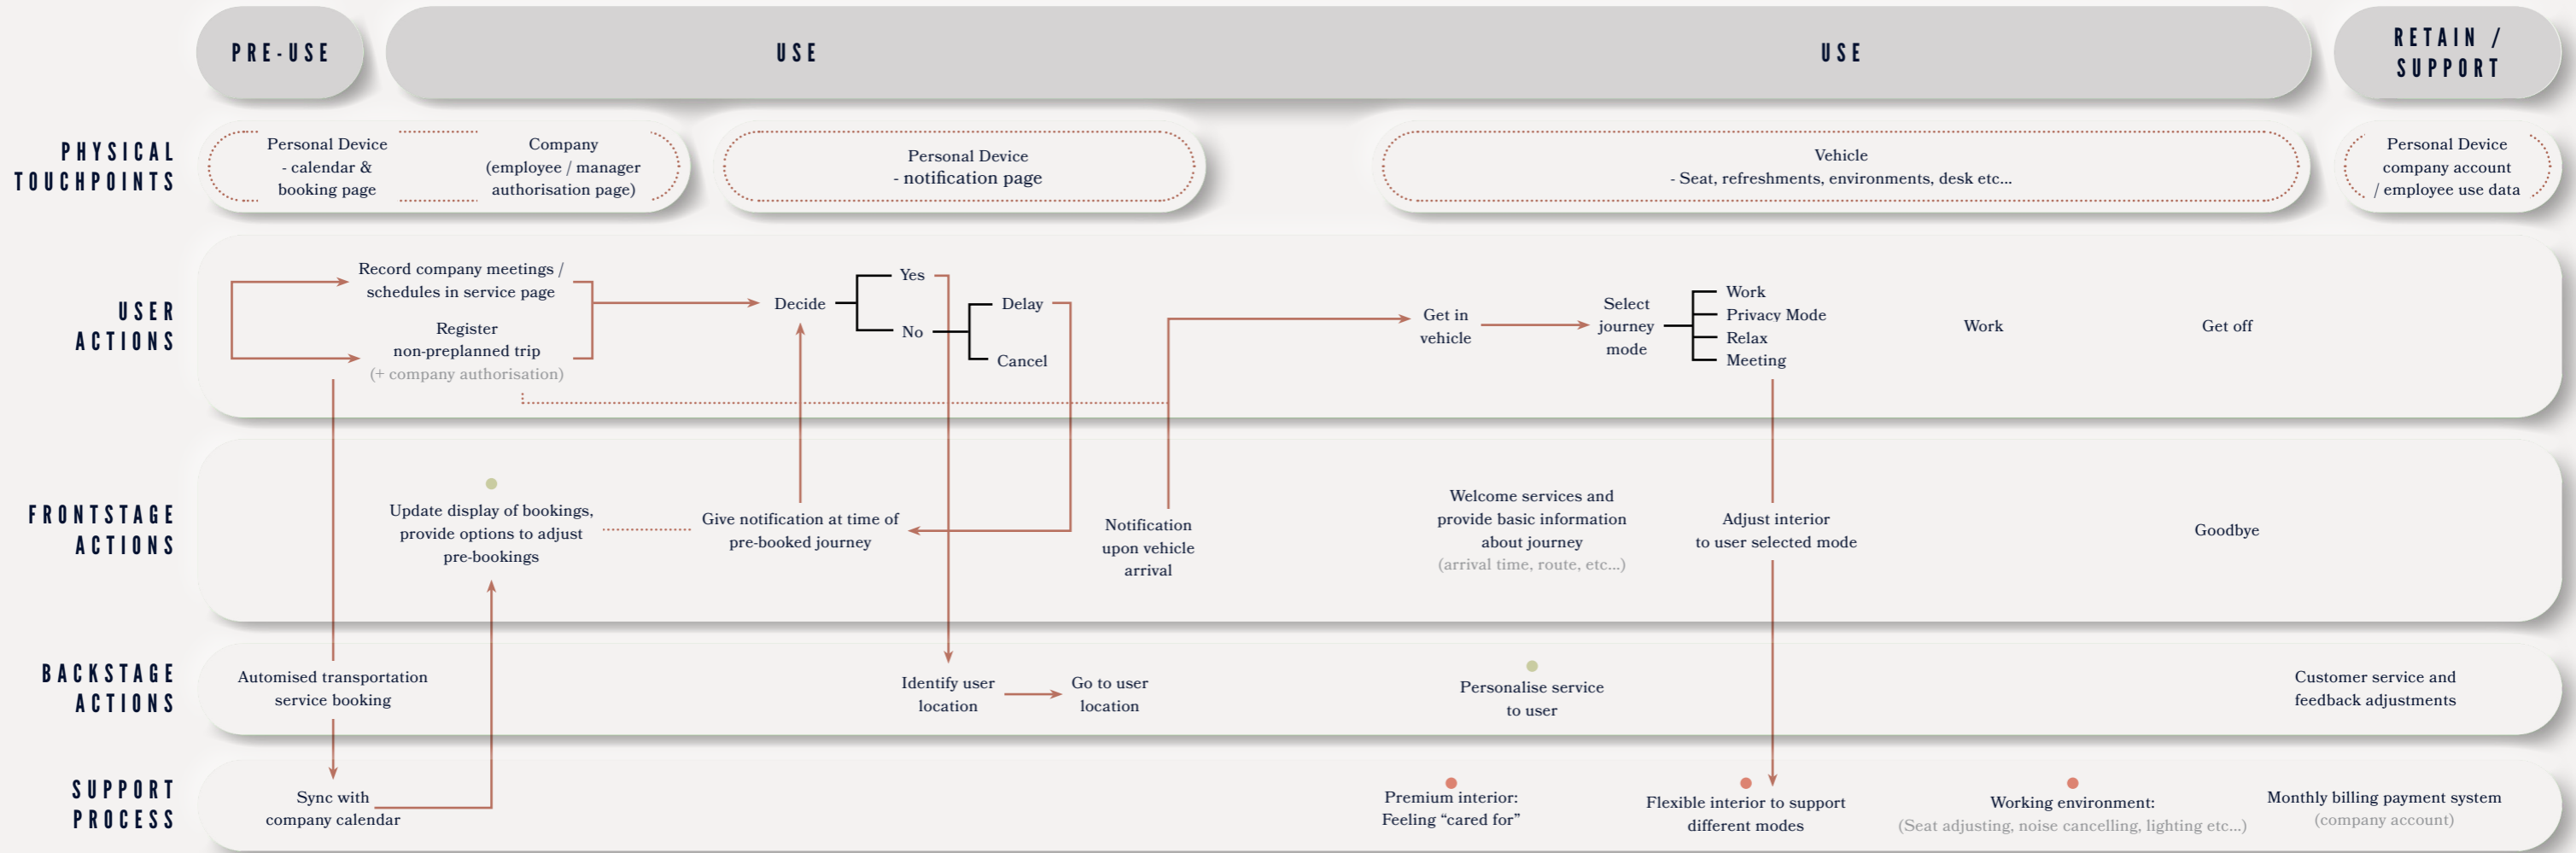 PRE-USE
USE
USE
RETAIN /
SUPPORT
PHYSICAL
TOUCHPOINTS
Personal Device
- calendar &
booking page
Company
(employee / manager
authorisation page)
Personal Device
- notification page
Vehicle
- Seat, refreshments, environments, desk etc...
Personal Device
company account
/ employee use data
USER
ACTIONS
Record company meetings /
schedules in service page
Register
non-preplanned trip
(+ company authorisation)
Decide
Yes
No
Delay
Cancel
Get in
vehicle
Select
journey
mode
Work
Privacy Mode
Relax
Meeting
Work
Get off
FRONTSTAGE
ACTIONS
Update display of bookings,
provide options to adjust
pre-bookings
Give notification at time of
pre-booked journey
Notification
upon vehicle
arrival
Welcome services and
provide basic information
about journey
(arrival time, route, etc...)
Adjust interior
to user selected mode
Goodbye
BACKSTAGE
ACTIONS
Automised transportation
service booking
Identify user
location
Go to user
location
Personalise service
to user
Customer service and
feedback adjustments
SUPPORT
PROCESS
Sync with
company calendar
Premium interior:
Feeling “cared for”
Flexible interior to support
different modes
Working environment:
(Seat adjusting, noise cancelling, lighting etc...)
Monthly billing payment system
(company account)